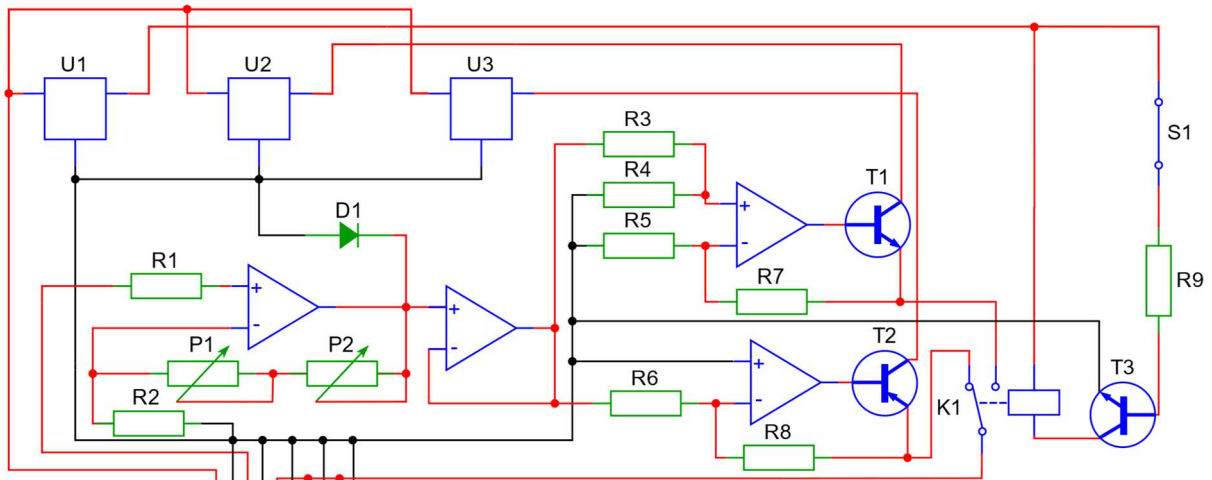 U1
U2
U3
R3
R4
R5
T1
S1
D1
R1
R7
R9
P1
P2
T2
T3
R2
R6
K1
R8
+
-
+
-
+
-
+
-